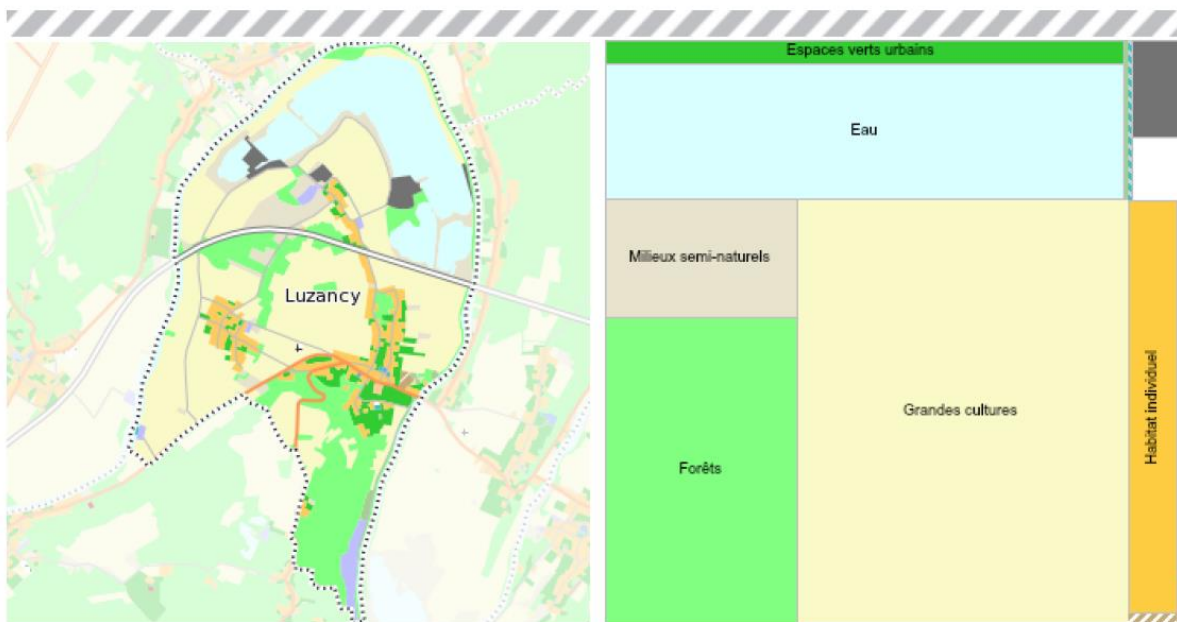 Luzancy
Espaces verts urbains
Eau
Milieux semi-naturels
Forêts
Grandes cultures
Habitat individuel